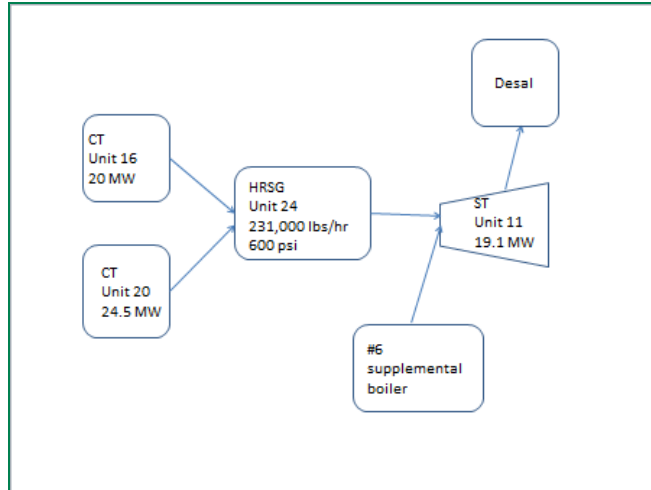 Desal
CT
Unit 16
20 MW
HRSG
Unit 24
231,000 lbs/hr
600 psi
ST
Unit 11
19.1 MW
CT
Unit 20
24.5 MW
#6
supplemental
boiler